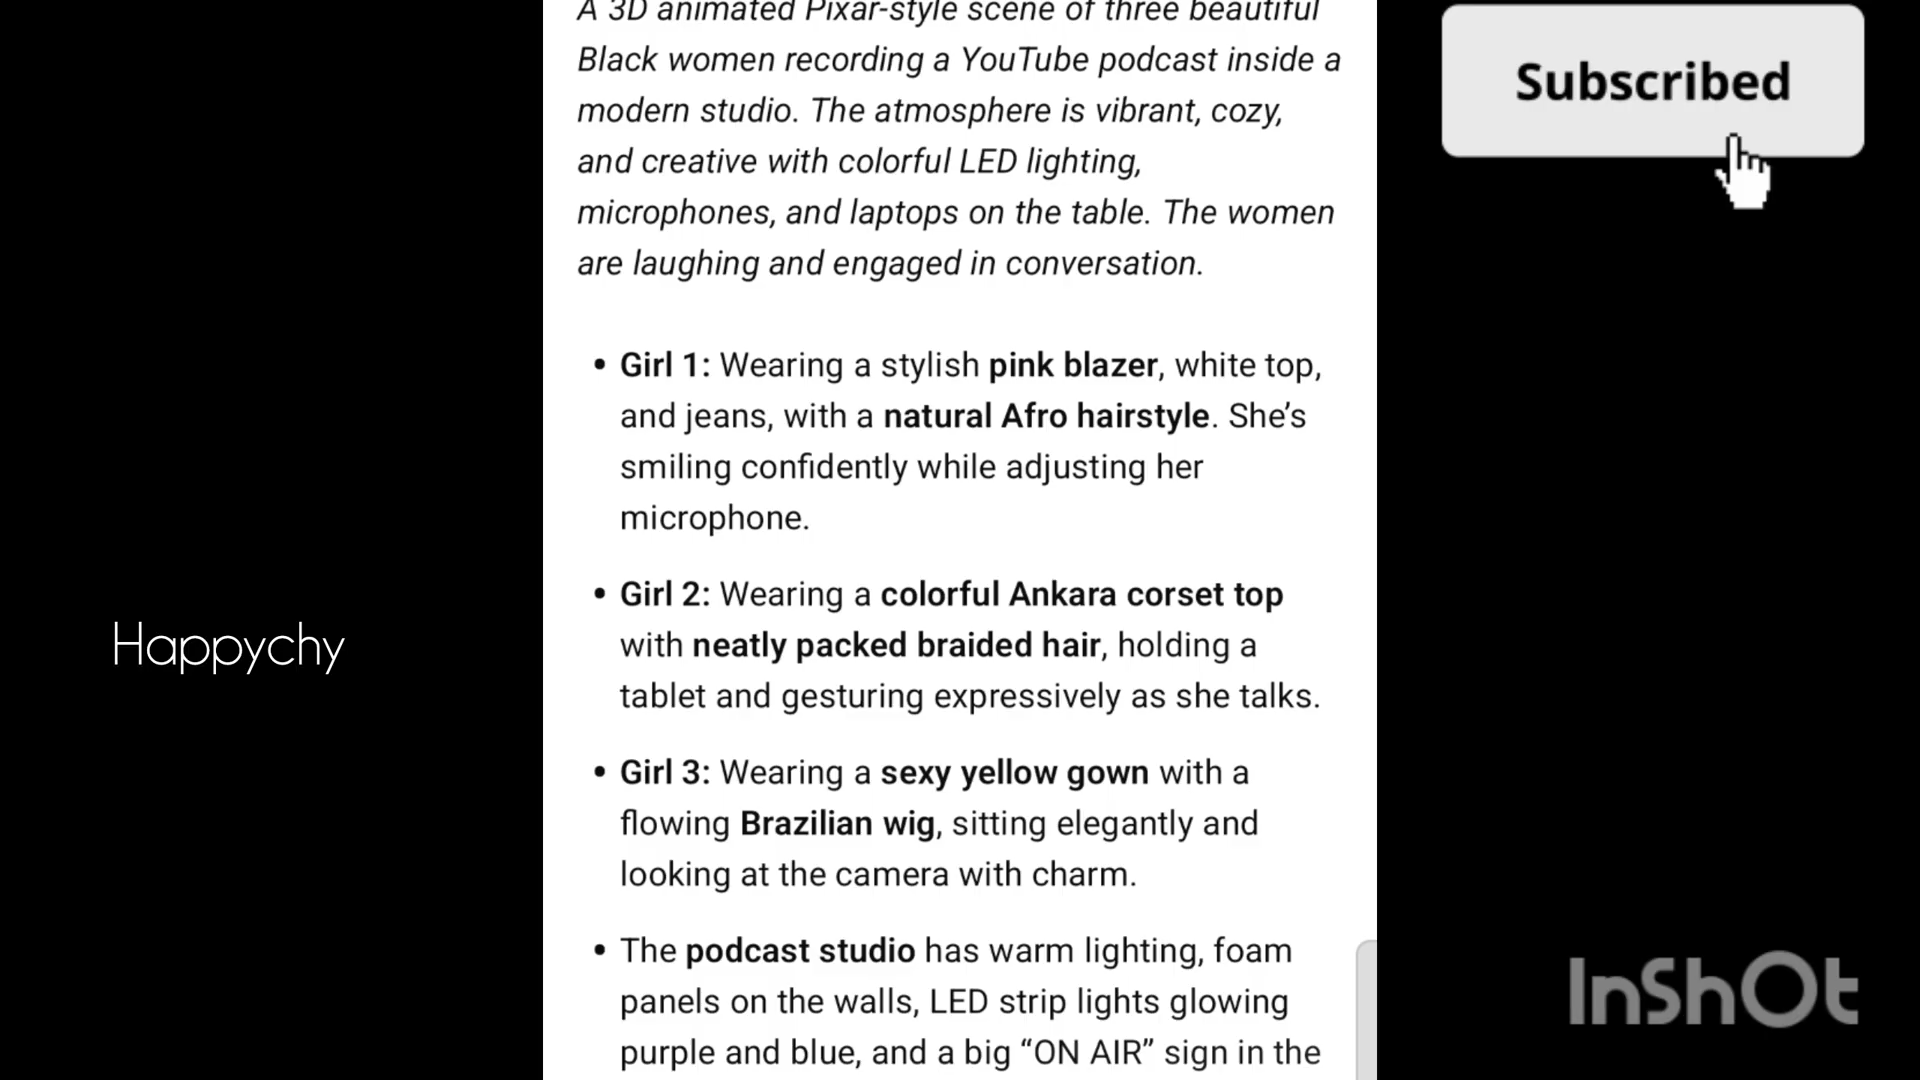 A 3D animated Pixar-style scene of three beautiful
Black women recording a YouTube podcast inside a
modern studio. The atmosphere is vibrant, cozy,
and creative with colorful LED lighting,
microphones, and laptops on the table. The women
are laughing and engaged in conversation.
• Girl 1: Wearing a stylish pink blazer, white top,
and jeans, with a natural Afro hairstyle. She’s
smiling confidently while adjusting her
microphone.
• Girl 2: Wearing a colorful Ankara corset top
with neatly packed braided hair, holding a
tablet and gesturing expressively as she talks.
• Girl 3: Wearing a sexy yellow gown with a
flowing Brazilian wig, sitting elegantly and
looking at the camera with charm.
• The podcast studio has warm lighting, foam
panels on the walls, LED strip lights glowing
purple and blue, and a big “ON AIR” sign in the
Subscribed
Happychy
InShOt